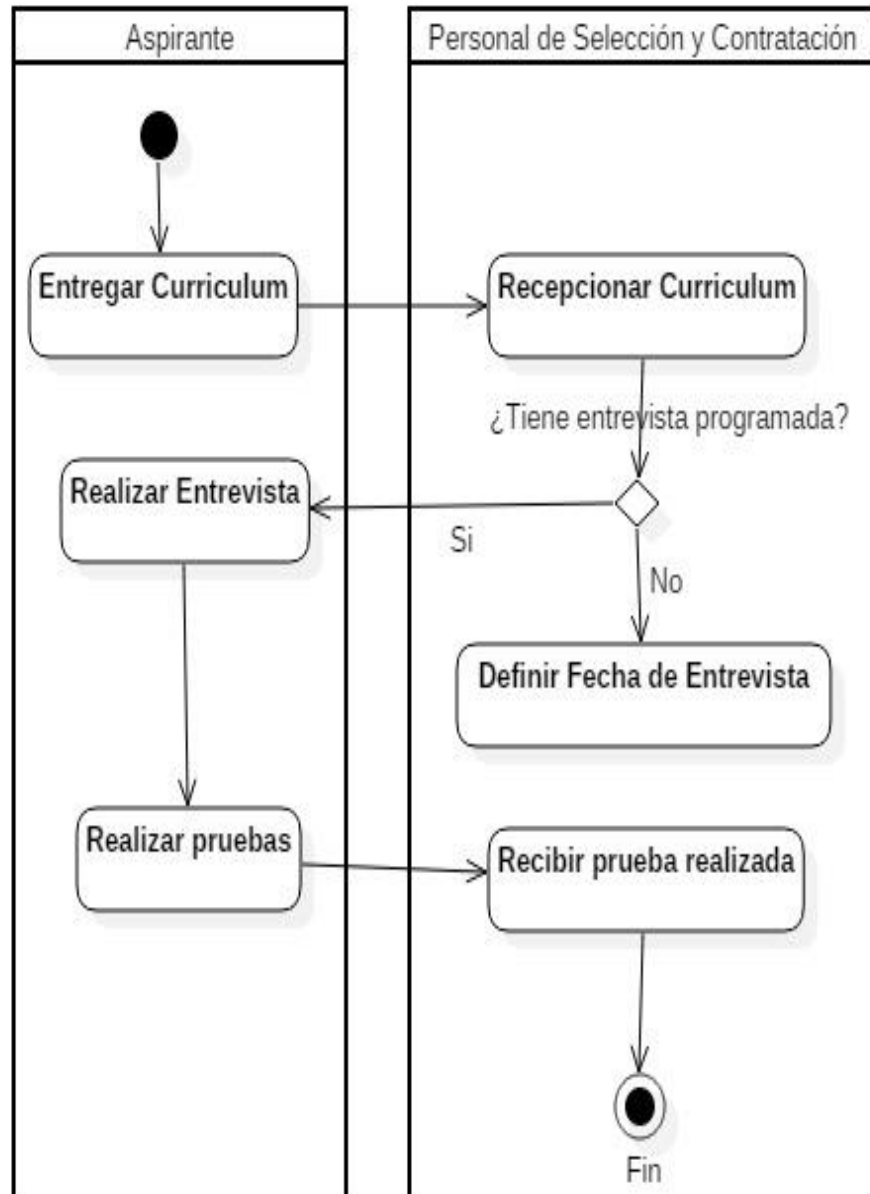 Aspirante
Personal de Selección y Contratación
Entregar Curriculum
Recepcionar Curriculum
¿Tiene entrevista programada?
Realizar Entrevista
Si
No
Definir Fecha de Entrevista
Realizar pruebas
Recibir prueba realizada
Fin